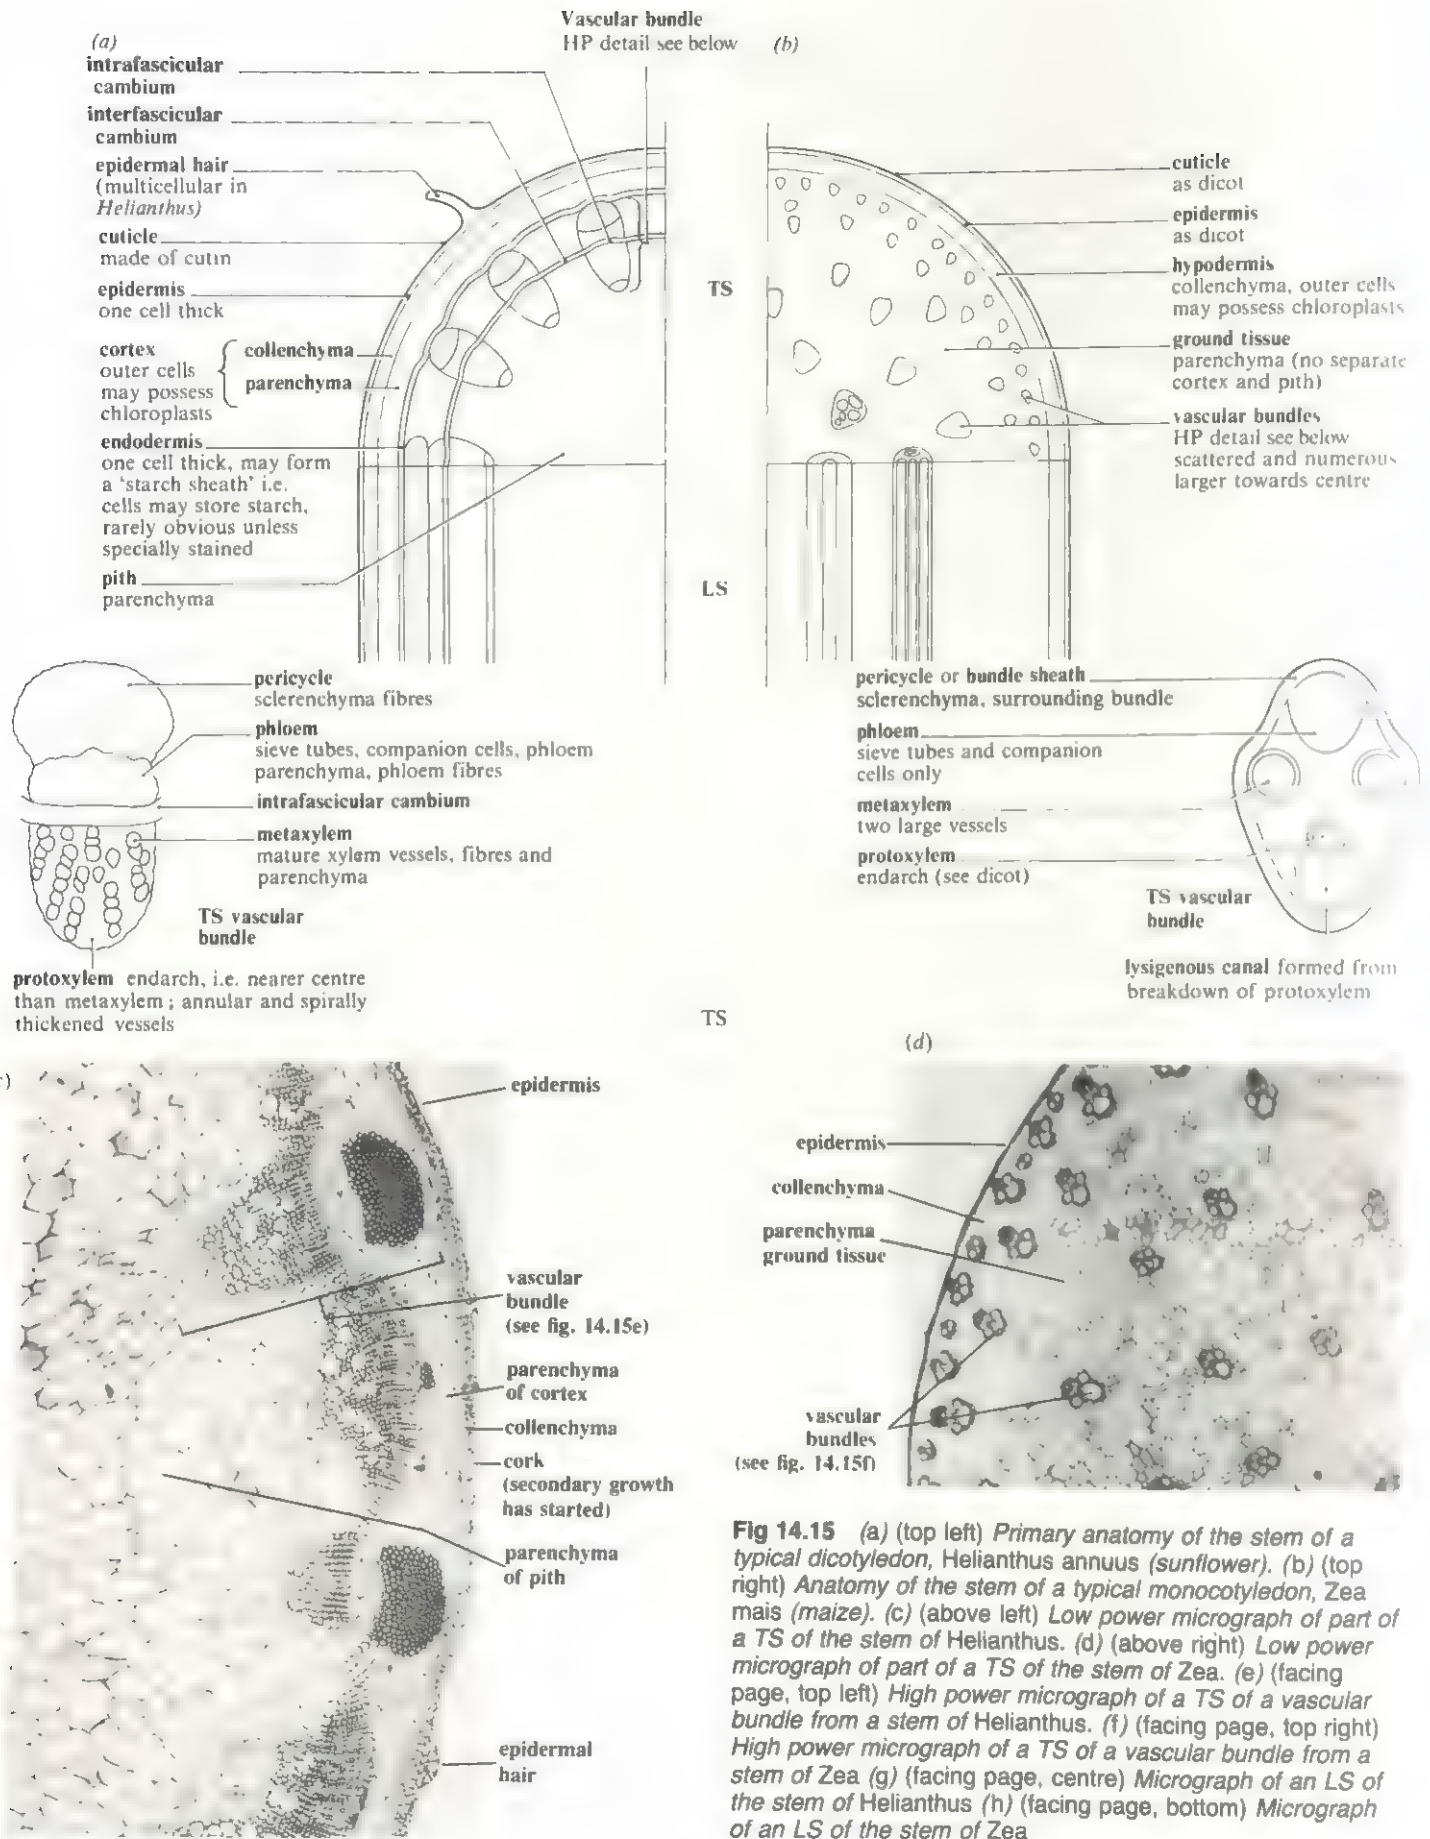 Vascular bundle
HP detail see below
(a)
intrafascicular
cambium
interfascicular
cambium
epidermal hair
(multicellular in
Helianthus)
cuticle
made of cutin
epidermis
one cell thick
cortex
outer cells
may possess
chloroplasts
collenchyma
parenchyma
endodermis
one cell thick, may form
a ‘starch sheath’ i.e.
cells may store starch,
rarely obvious unless
specially stained
pith
parenchyma
TS
LS
(b)
cuticle
as dicot
epidermis
as dicot
hypodermis
collenchyma, outer cells
may possess chloroplasts
ground tissue
parenchyma (no separate
cortex and pith)
vascular bundles
HP detail see below
scattered and numerous
larger towards centre
pericycle
sclerenchyma fibres
phloem
sieve tubes, companion cells, phloem
parenchyma, phloem fibres
intrafascicular cambium
metaxylem
mature xylem vessels, fibres and
parenchyma
TS vascular
bundle
protoxylem endarch, i.e. nearer centre
than metaxylem; annular and spirally
thickened vessels
pericycle or bundle sheath
sclerenchyma, surrounding bundle
phloem
sieve tubes and companion
cells only
metaxylem
two large vessels
protoxylem
endarch (see dicot)
TS vascular
bundle
lysigenous canal formed from
breakdown of protoxylem
TS
)
epidermis
vascular
bundle
(see fig. 14.15e)
parenchyma
of cortex
collenchyma
cork
(secondary growth
has started)
parenchyma
of pith
epidermal
hair
(d)
epidermis
collenchyma
parenchyma
ground tissue
vascular
bundles
(see fig. 14.15f)
Fig 14.15 (a) (top left) Primary anatomy of the stem of a
typical dicotyledon, Helianthus annuus (sunflower). (b) (top
right) Anatomy of the stem of a typical monocotyledon, Zea
mais (maize). (c) (above left) Low power micrograph of part of
a TS of the stem of Helianthus. (d) (above right) Low power
micrograph of part of a TS of the stem of Zea. (e) (facing
page, top left) High power micrograph of a TS of a vascular
bundle from a stem of Helianthus. (f) (facing page, top right)
High power micrograph of a TS of a vascular bundle from a
stem of Zea (g) (facing page, centre) Micrograph of an LS of
the stem of Helianthus (h) (facing page, bottom) Micrograph
of an LS of the stem of Zea